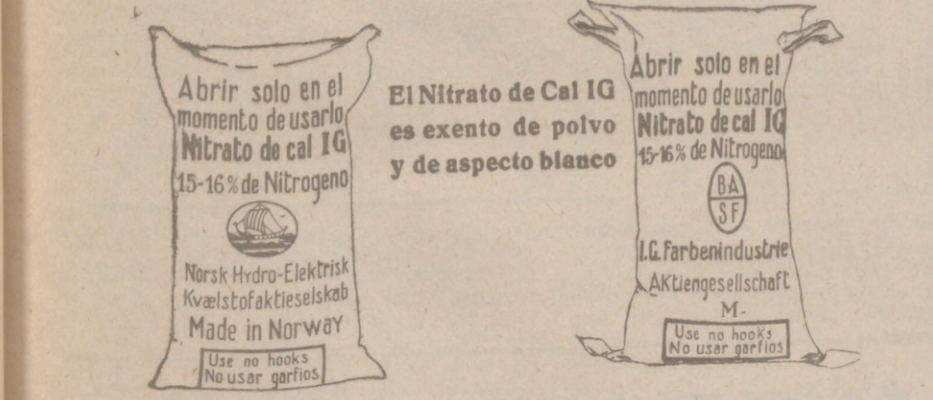 Abrir solo en el
momento de usarlo
Nitrato de cal IG
15-16% de Nitrogeno
Norsk Hydro-Elektrisk
Kvælstofaktieselskab
Made in Norway
Use no hooks
No usar garfios
El Nitrato de Cal IG
es exento de polvo
y de aspecto blanco
Abrir solo en el
momento de usarlo
Nitrato de cal IG
15-16% de Nitrogeno
BA
SF
I.G. Farbenindustrie
Aktiengesellschaft
M-
Use no hooks
No usar garfios